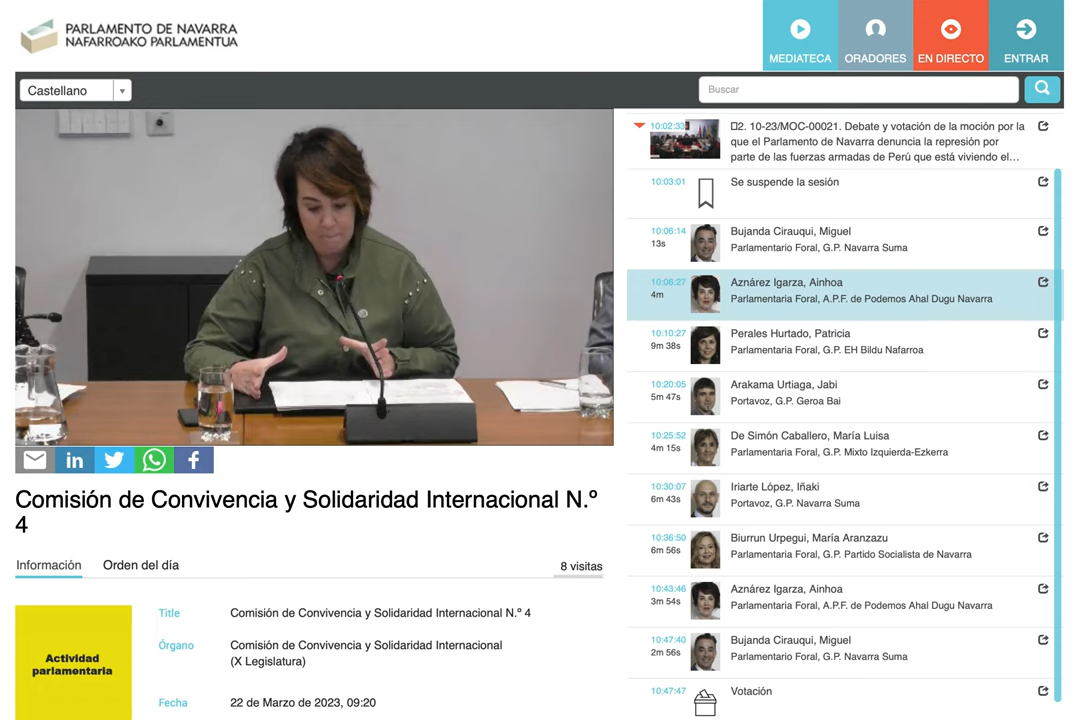 PARLAMENTO DE NAVARRA
NAFARROAKO PARLAMENTUA
MEDIATECA
ORADORES
EN DIRECTO
ENTRAR
Castellano
Buscar
10:02:33
2. 10-23/MOC-00021. Debate y votación de la moción por la
que el Parlamento de Navarra denuncia la represión por
parte de las fuerzas armadas de Perú que está viviendo el...
10:03:01
Se suspende la sesión
10:06:14
13s
Bujanda Cirauqui, Miguel
Parlamentario Foral, G.P. Navarra Suma
10:06:27
4m
Aznárez Igarza, Ainhoa
Parlamentaria Foral, A.P.F. de Podemos Ahal Dugu Navarra
10:10:27
9m 38s
Perales Hurtado, Patricia
Parlamentaria Foral, G.P. EH Bildu Nafarroa
10:20:05
5m 47s
Arakama Urtiaga, Jabi
Portavoz, G.P. Geroa Bai
10:25:52
4m 15s
De Simón Caballero, María Luisa
Parlamentaria Foral, G.P. Mixto Izquierda-Ezkerra
10:30:07
6m 43s
Iriarte López, Iñaki
Portavoz, G.P. Navarra Suma
10:36:50
6m 56s
Biurrun Urpegui, María Aranzazu
Parlamentaria Foral, G.P. Partido Socialista de Navarra
10:43:46
3m 54s
Aznárez Igarza, Ainhoa
Parlamentaria Foral, A.P.F. de Podemos Ahal Dugu Navarra
10:47:40
2m 56s
Bujanda Cirauqui, Miguel
Parlamentario Foral, G.P. Navarra Suma
10:47:47
Votación
in
f
Comisión de Convivencia y Solidaridad Internacional N.º
4
Información
Orden del día
8 visitas
Actividad
parlamentaria
Title
Comisión de Convivencia y Solidaridad Internacional N.º 4
Órgano
Comisión de Convivencia y Solidaridad Internacional
(X Legislatura)
Fecha
22 de Marzo de 2023, 09:20